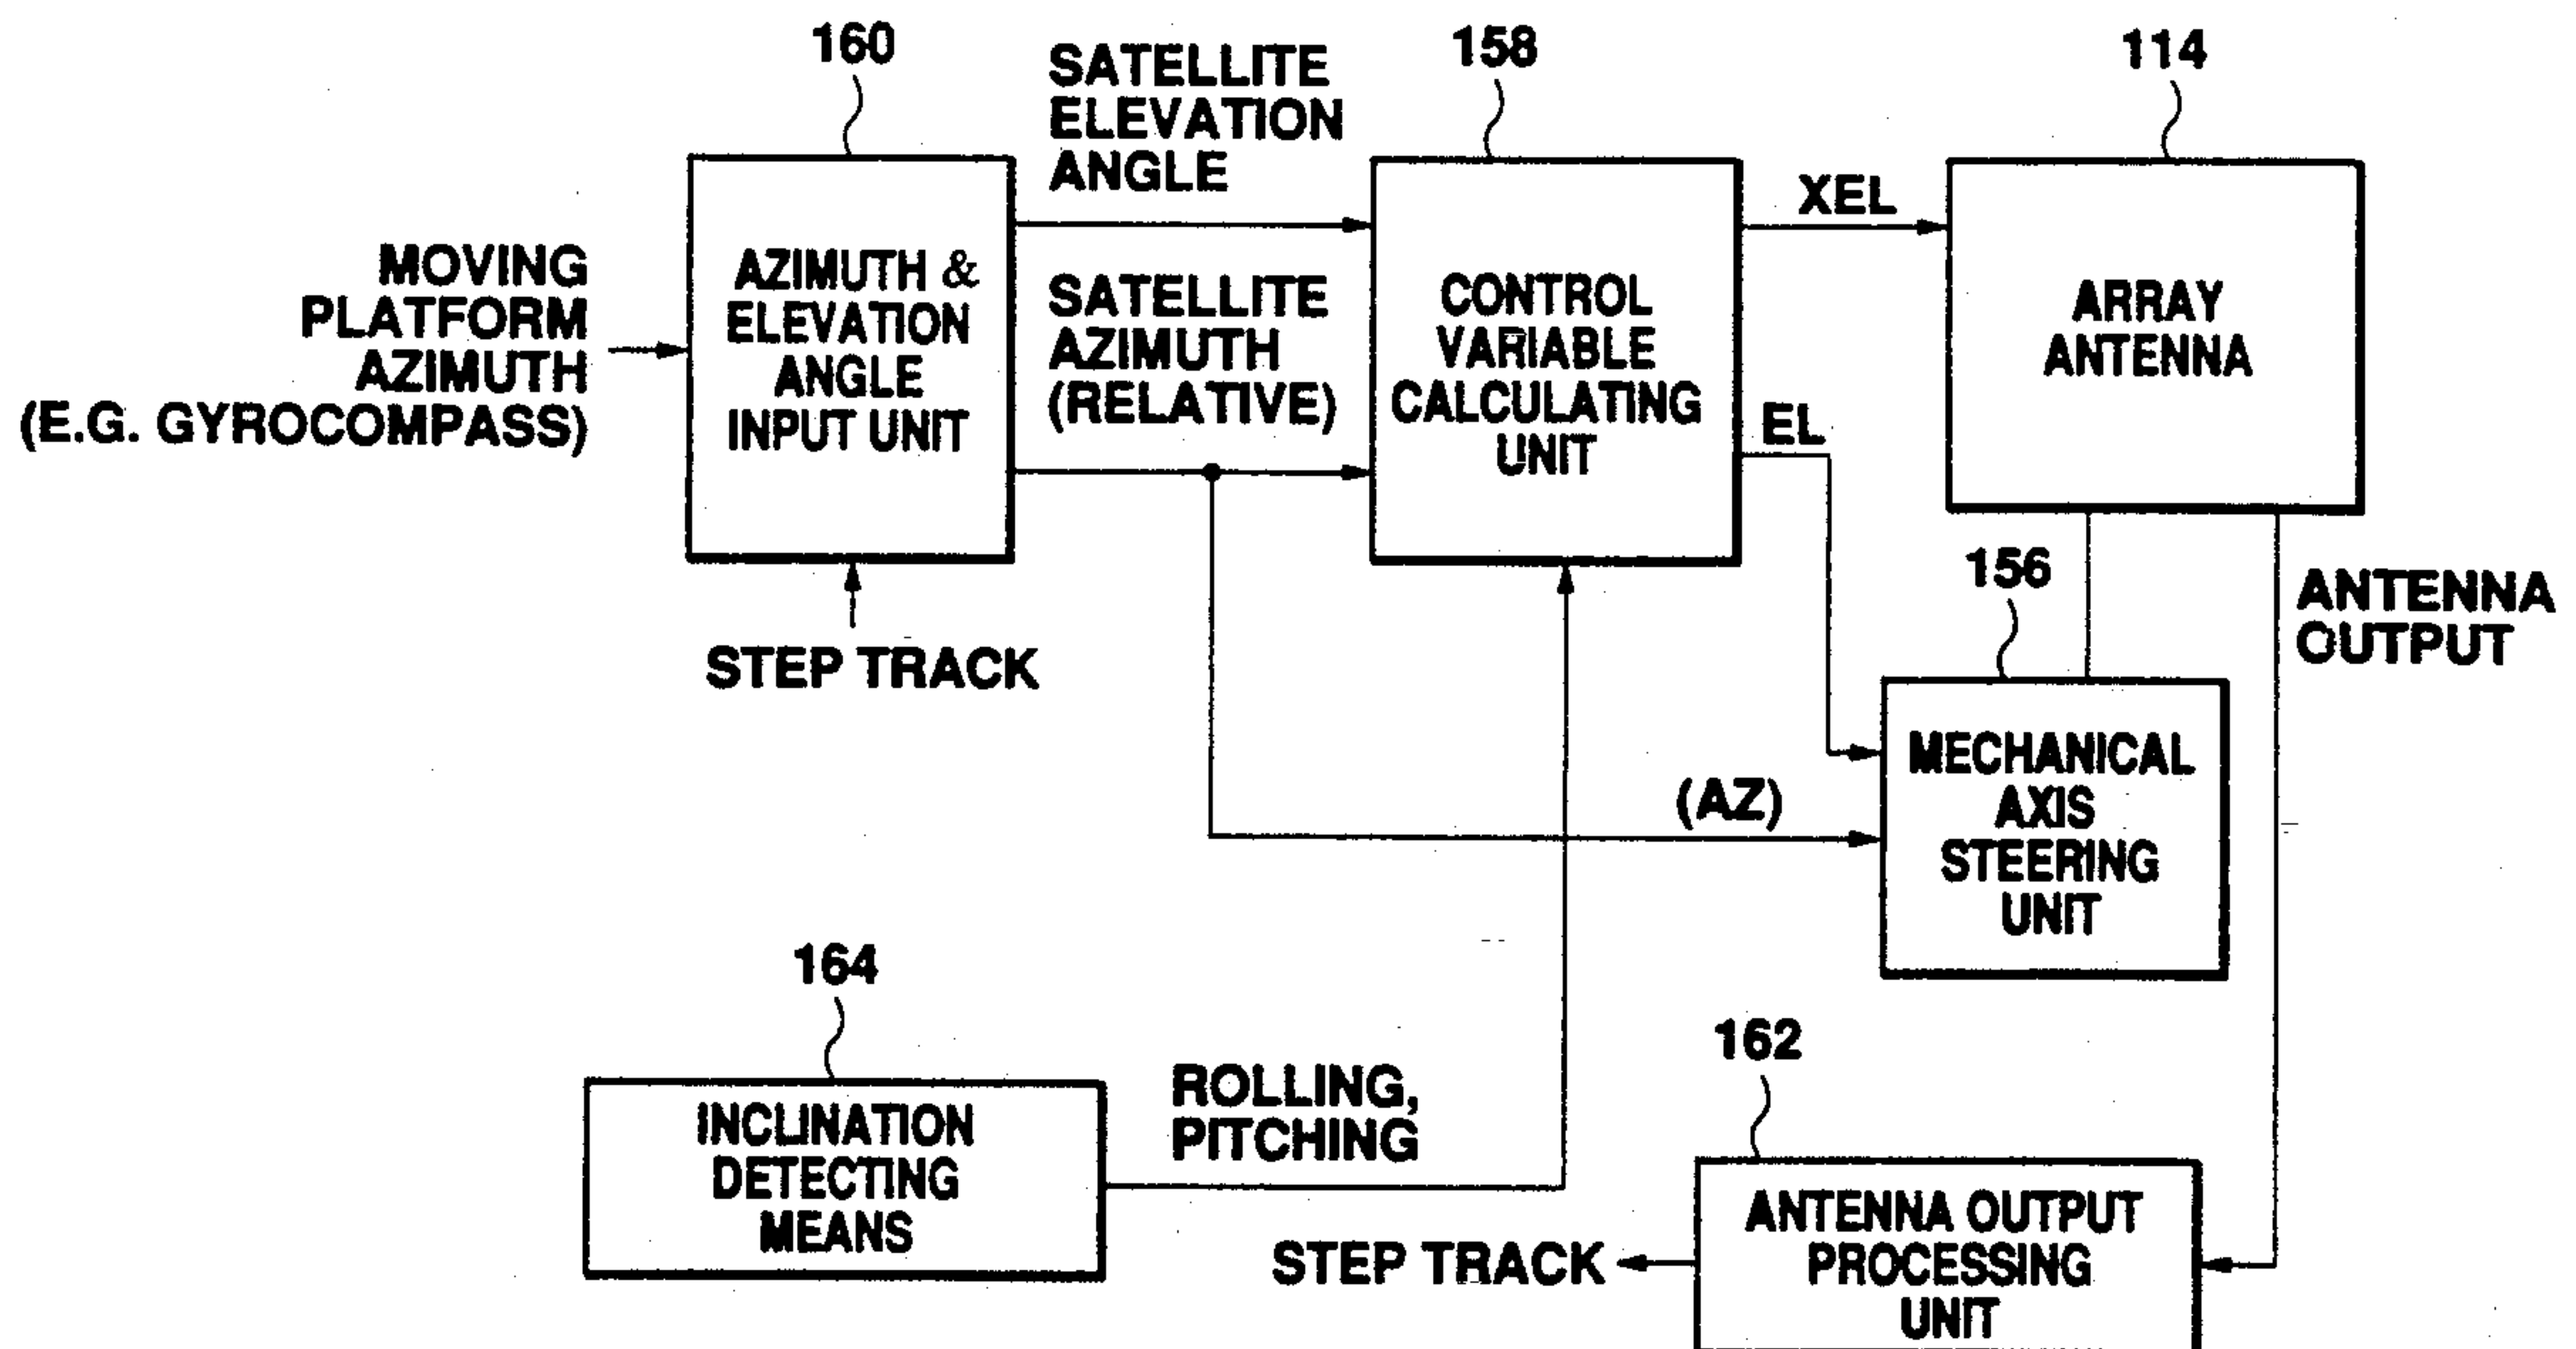 160
SATELLITE
ELEVATION
ANGLE
158
114
MOVING
PLATFORM
AZIMUTH
(E.G. GYROCOMPASS)
AZIMUTH &
ELEVATION
ANGLE
INPUT UNIT
SATELLITE
AZIMUTH
(RELATIVE)
CONTROL
VARIABLE
CALCULATING
UNIT
XEL
EL
ARRAY
ANTENNA
STEP TRACK
156
ANTENNA
OUTPUT
(AZ)
MECHANICAL
AXIS
STEERING
UNIT
164
INCLINATION
DETECTING
MEANS
ROLLING,
PITCHING
162
STEP TRACK
ANTENNA OUTPUT
PROCESSING
UNIT